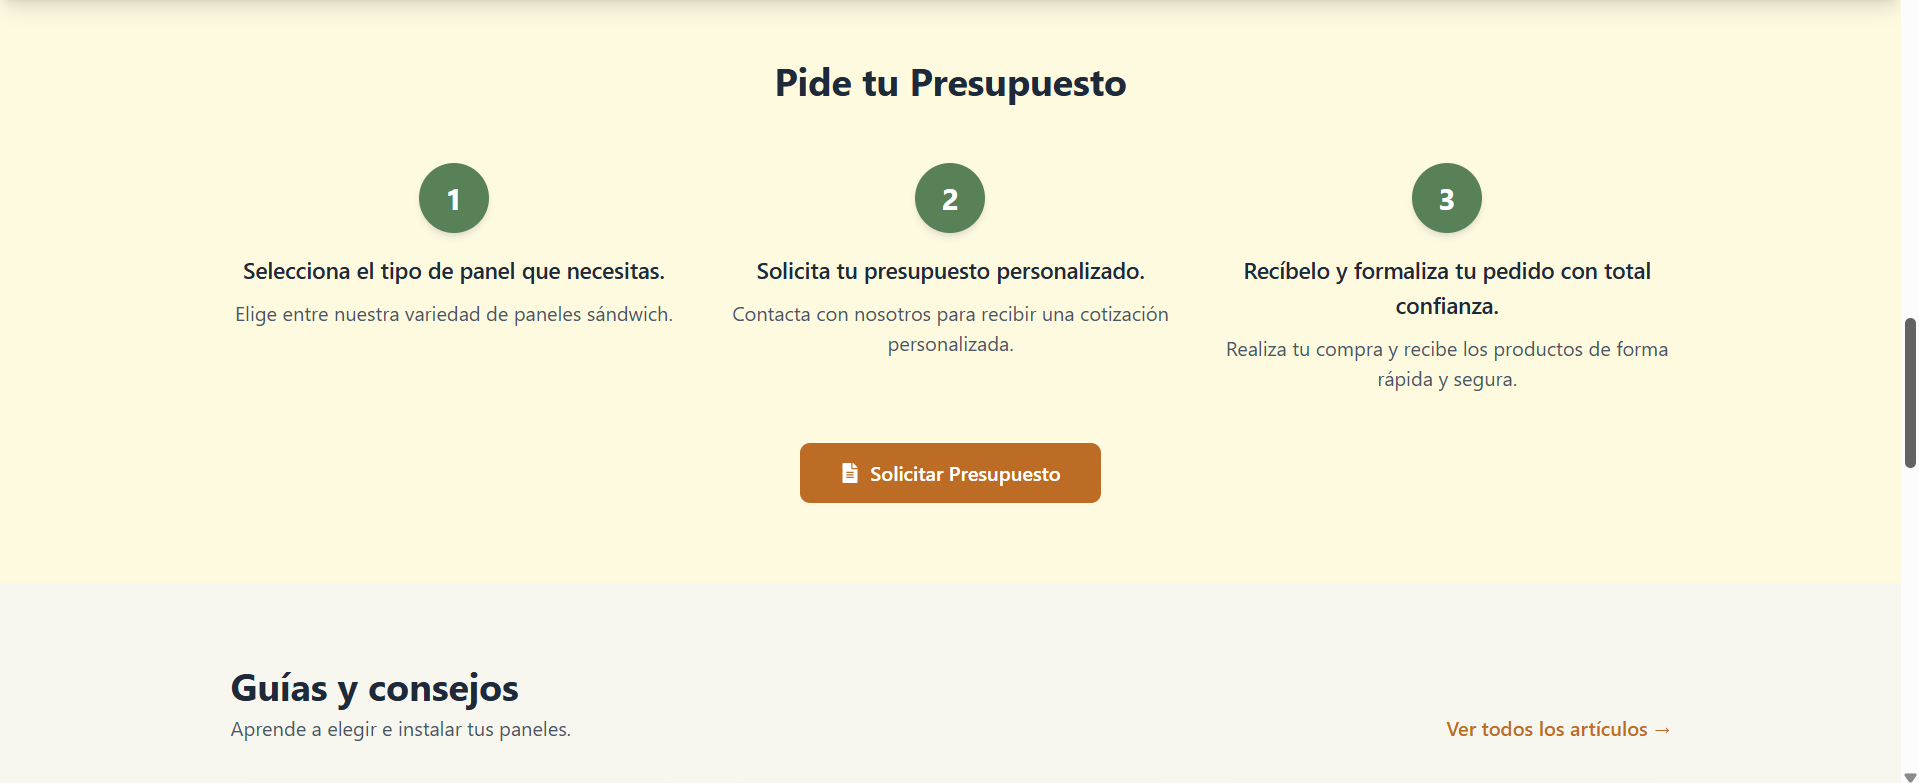 Pide tu Presupuesto
1
2
3
Selecciona el tipo de panel que necesitas.
Elige entre nuestra variedad de paneles sándwich.
Solicita tu presupuesto personalizado.
Contacta con nosotros para recibir una cotización
personalizada.
Recíbelo y formaliza tu pedido con total
confianza.
Realiza tu compra y recibe los productos de forma
rápida y segura.
Solicitar Presupuesto
Guías y consejos
Aprende a elegir e instalar tus paneles.
Ver todos los artículos →